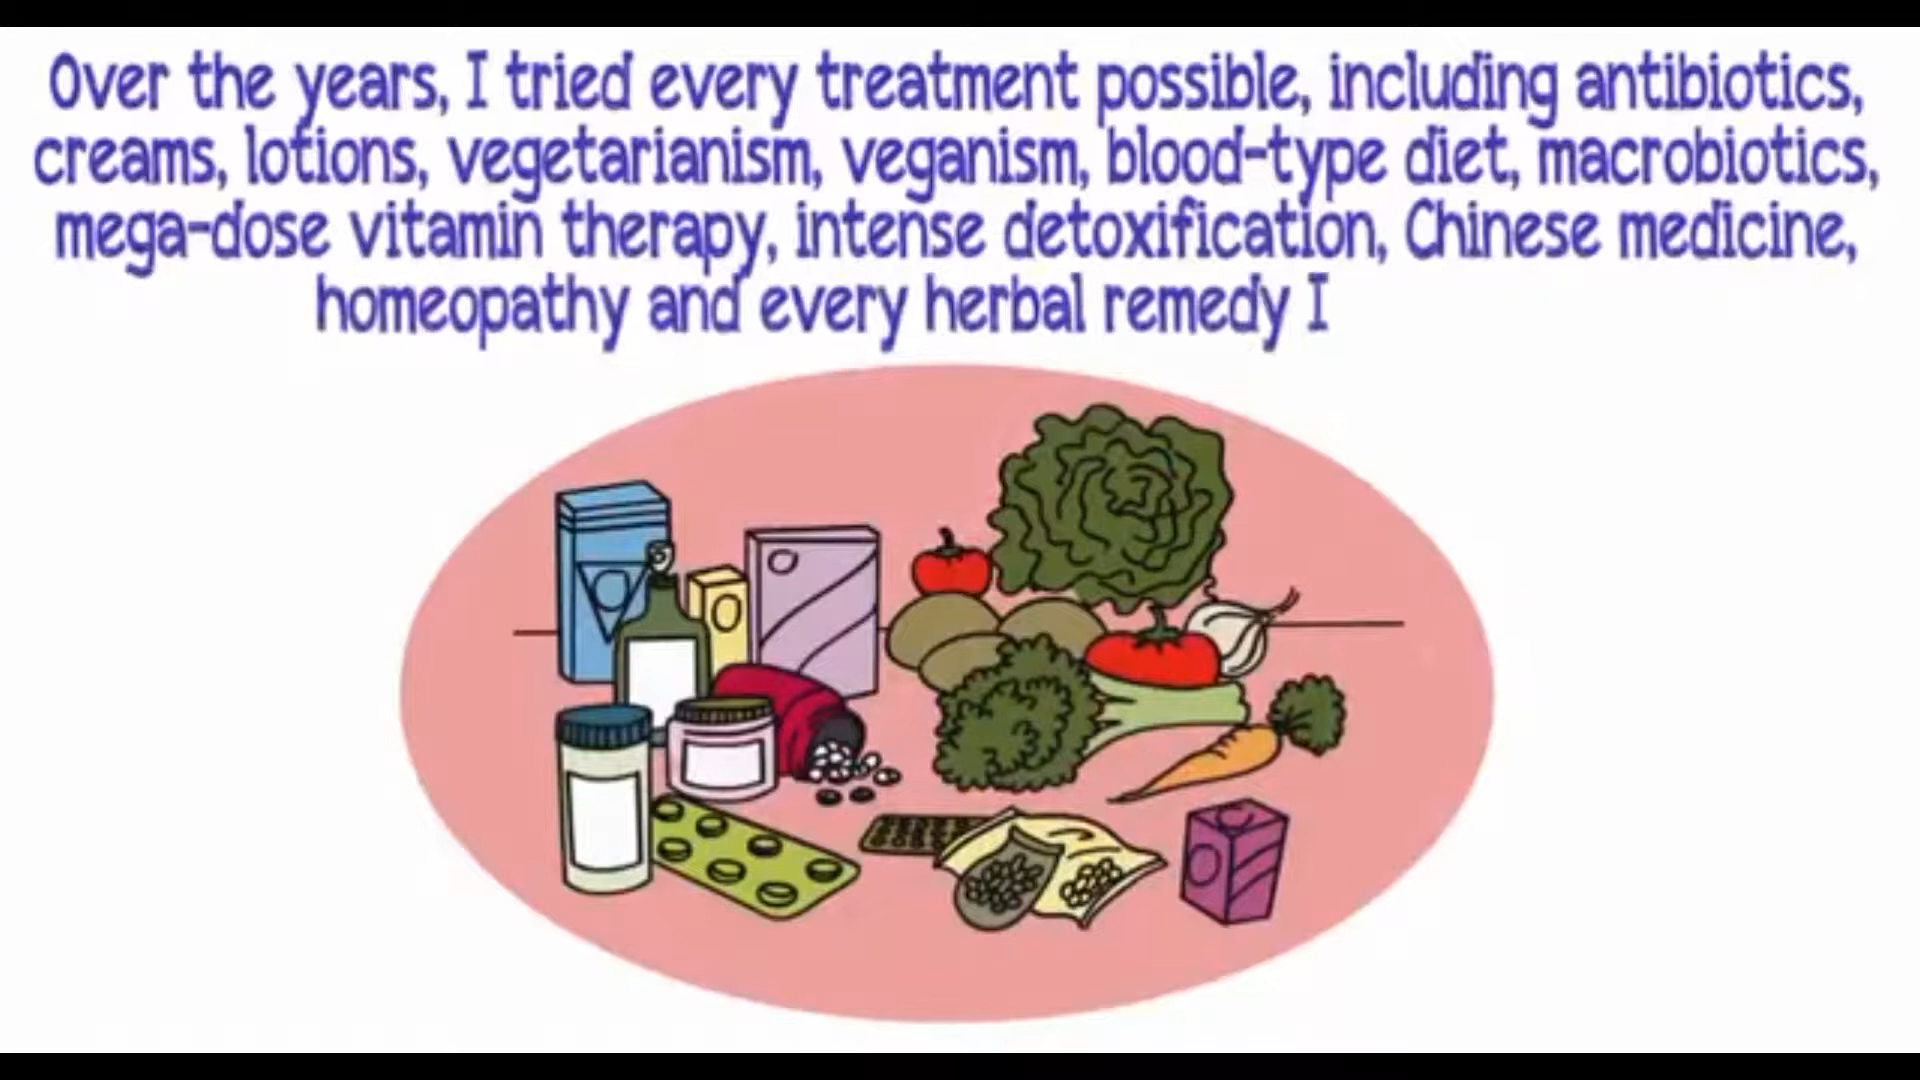 Over the years, I tried every treatment possible, including antibiotics,
creams, lotions, vegetarianism, veganism, blood-type diet, macrobiotics,
mega-dose vitamin therapy, intense detoxification, Chinese medicine,
homeopathy and every herbal remedy I